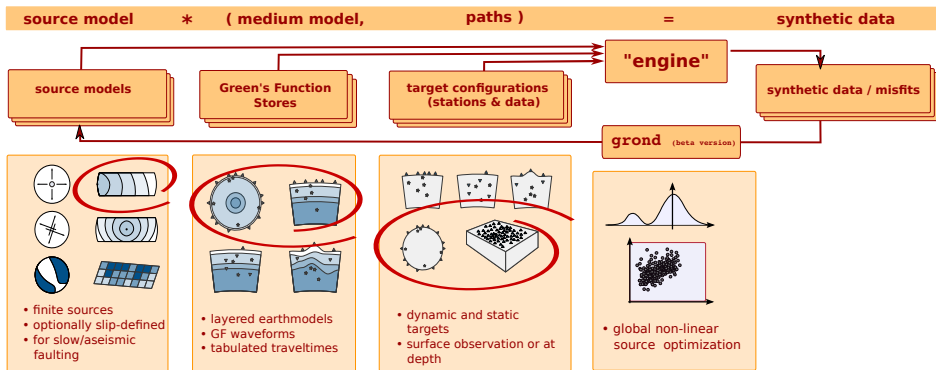 source model * ( medium model, paths ) = synthetic data
"engine"
source models
Green's Function
Stores
target configurations
(stations & data)
synthetic data / misfits
grond (beta version)
• finite sources
• optionally slip-defined
• for slow/aseismic
faulting
• layered earthmodels
• GF waveforms
• tabulated traveltimes
• dynamic and static
targets
• surface observation or at
depth
• global non-linear
source optimization